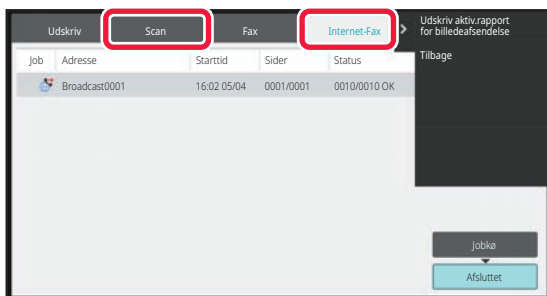 Udskriv Scan Fax Internet-Fax
Job Adresse Starttid Sider Status
Broadcast0001 16:02 05/04 0001/0001 0010/0010 OK
Udskriv aktiv.rapport
for billedeafsendelse
Tilbage
Jobkø
Afsluttet